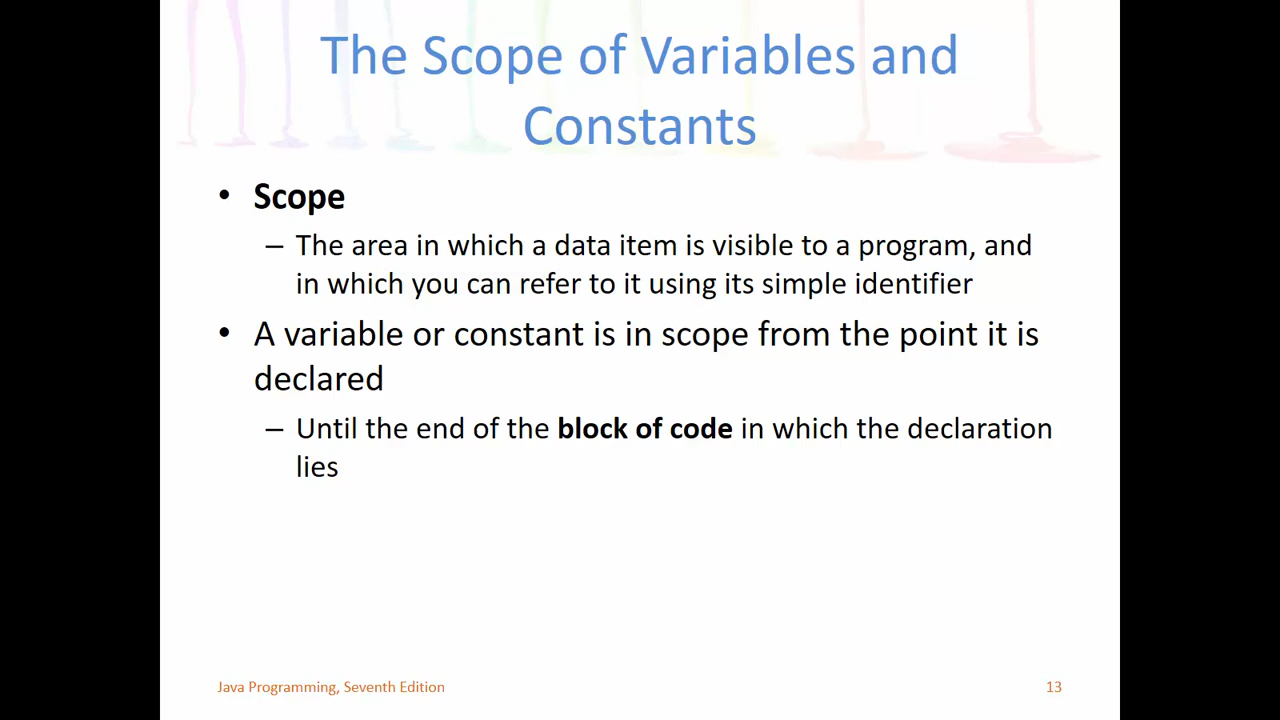 The Scope of Variables and
Constants
• Scope
– The area in which a data item is visible to a program, and
in which you can refer to it using its simple identifier
• A variable or constant is in scope from the point it is
declared
– Until the end of the block of code in which the declaration
lies
Java Programming, Seventh Edition
13